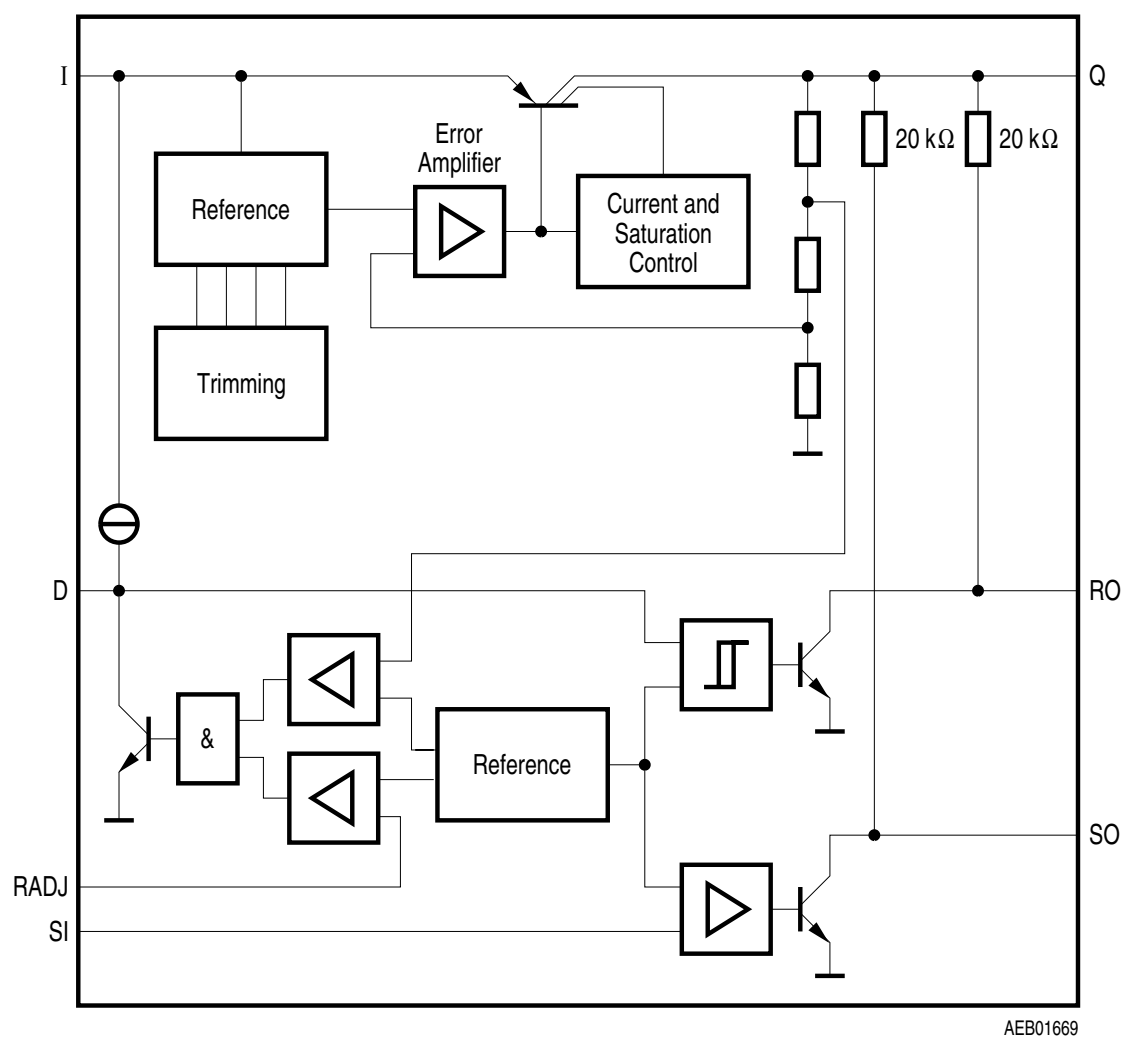 I
Q
Error
Amplifier
20 kΩ
20 kΩ
Reference
Current and
Saturation
Control
Trimming
D
RO
&
Reference
SO
RADJ
SI
AEB01669